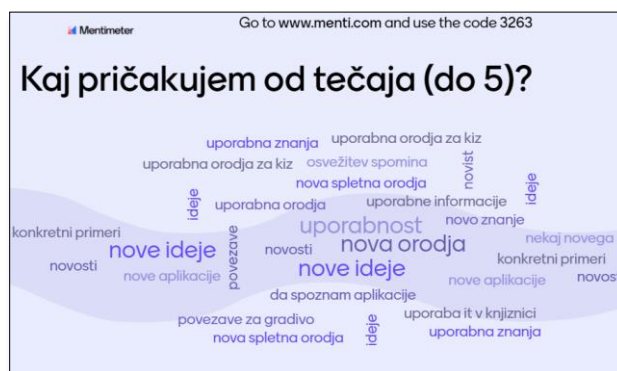 Mentimeter
Go to www.menti.com and use the code 3263
Kaj pričakujem od tečaja (do 5)?
uporabna znanja
uporabna orodja za kiz
uporabna orodja za kiz
osvežitev spomina
novist
nova spletna orodja
ideje
ideje
uporabna orodja
uporabne informacije
uporabnost
novo znanje
konkretni primeri
nove ideje
povezave
novosti
nova orodja
nekaj novega
novosti
nove aplikacije
nove ideje
konkretni primeri
nove aplikacije
novost
da spoznam aplikacije
povezave za gradivo
ideje
uporaba it v knjiznici
nova spletna orodja
uporabna znanja